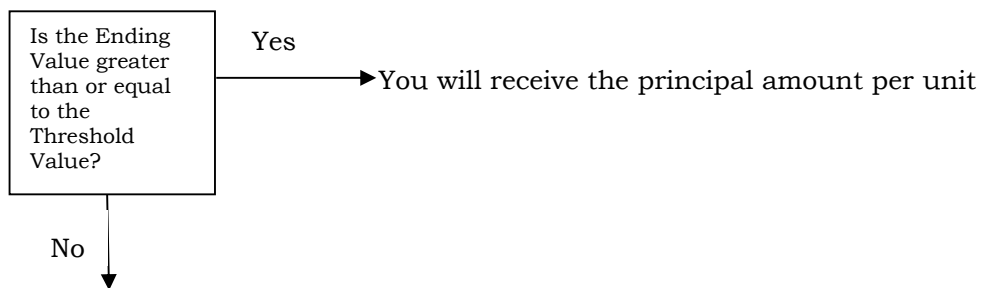 Is the Ending
Value greater
than or equal
to the
Threshold
Value?
Yes
You will receive the principal amount per unit
No